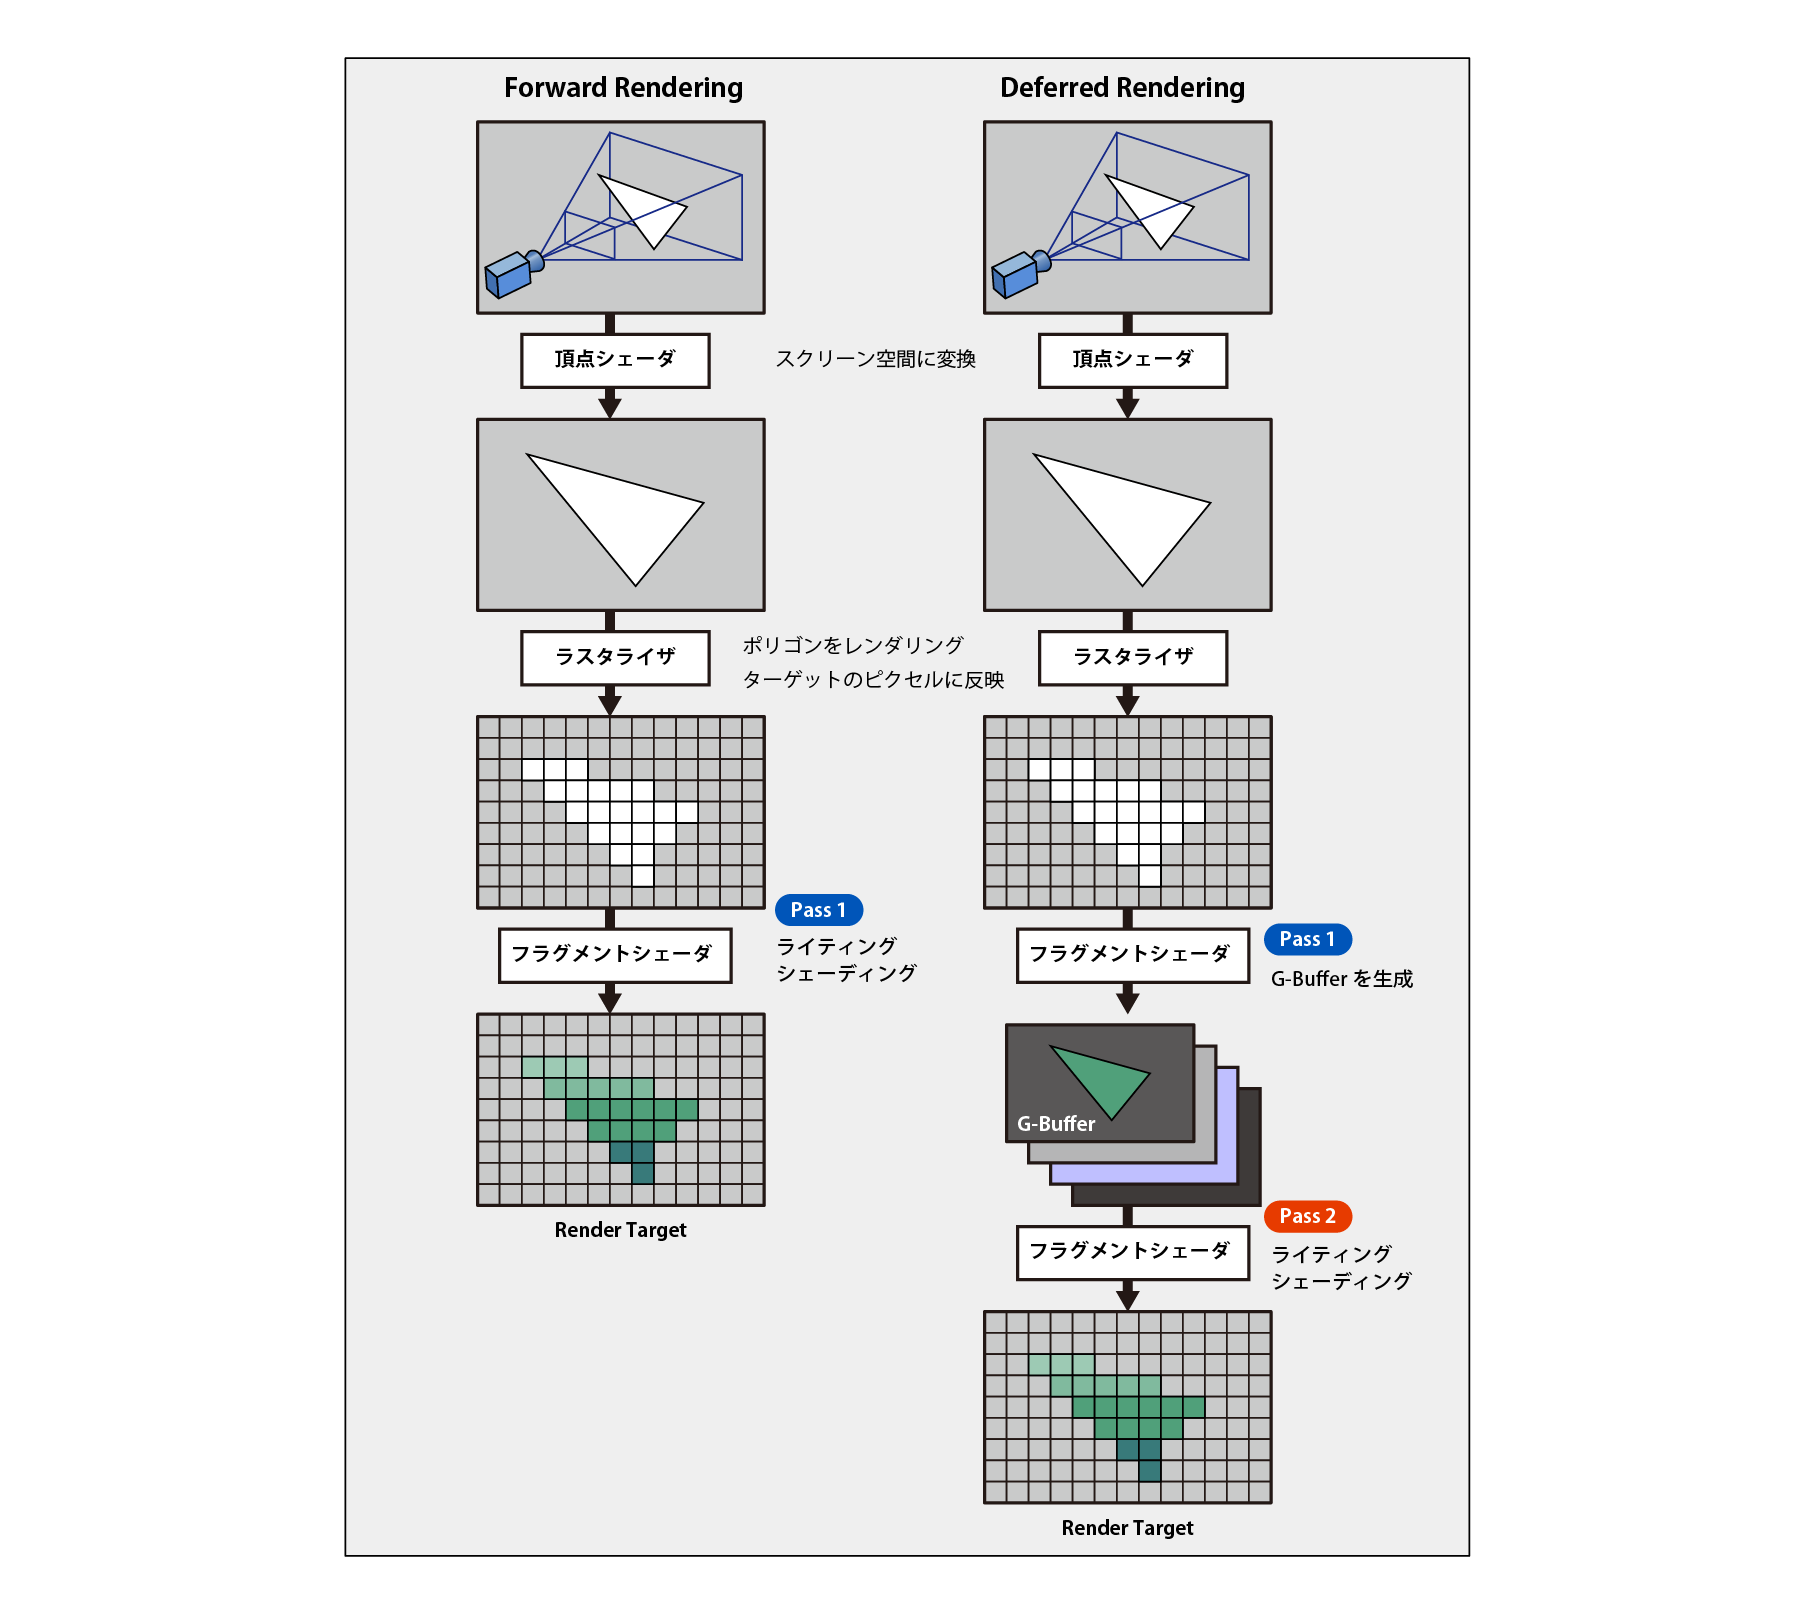 Forward Rendering
Deferred Rendering
頂点シェーダ
スクリーン空間に変換
頂点シェーダ
ラスタライザ
ポリゴンをレンダリング
ターゲットのピクセルに反映
ラスタライザ
Pass 1
フラグメントシェーダ
ライティング
シェーディング
Pass 1
フラグメントシェーダ
G-Buffer を生成
G-Buffer
Render Target
Pass 2
フラグメントシェーダ
ライティング
シェーディング
Render Target